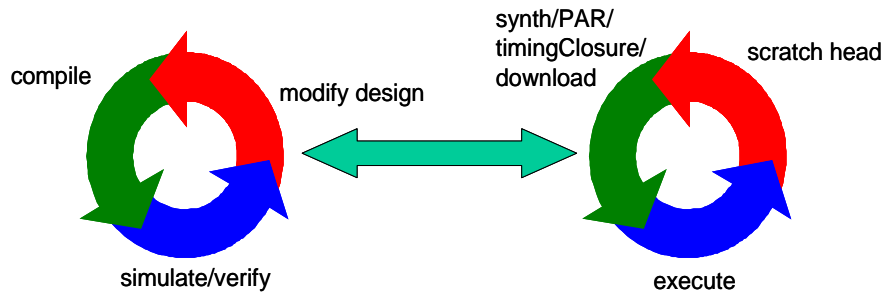 compile
modify design
simulate/verify
synth/PAR/
timingClosure/
download
scratch head
execute